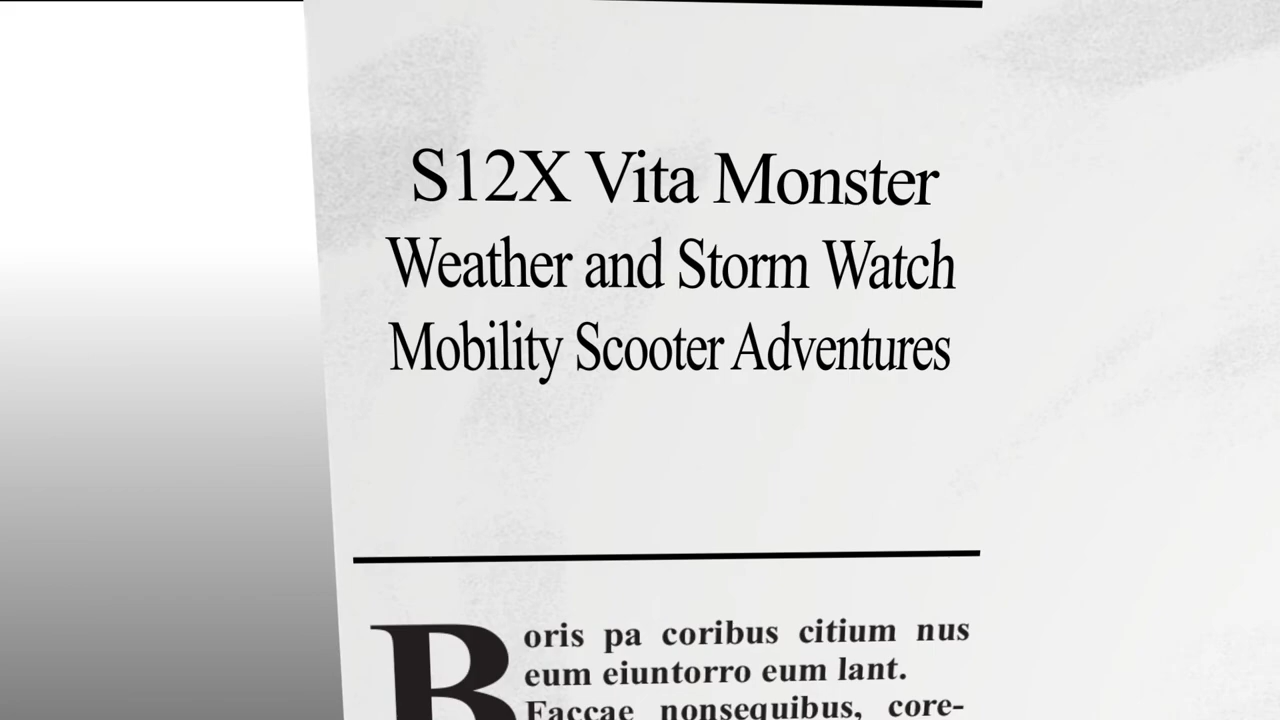 S12X Vita Monster
Weather and Storm Watch
Mobility Scooter Adventures
Boris pa coribus citium nus
eum eiuntorro eum lant.
Faccae nonsequibus, core-